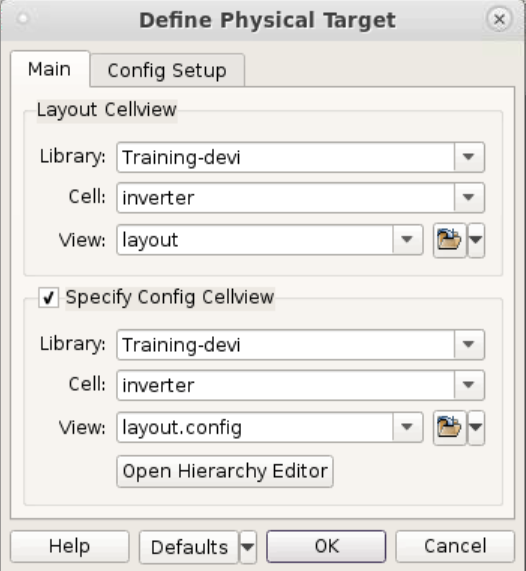 Define Physical Target
Main Config Setup
Layout Cellview
Library: Training-devi
Cell: inverter
View: layout
Specify Config Cellview
Library: Training-devi
Cell: inverter
View: layout.config
Open Hierarchy Editor
Help Defaults OK Cancel